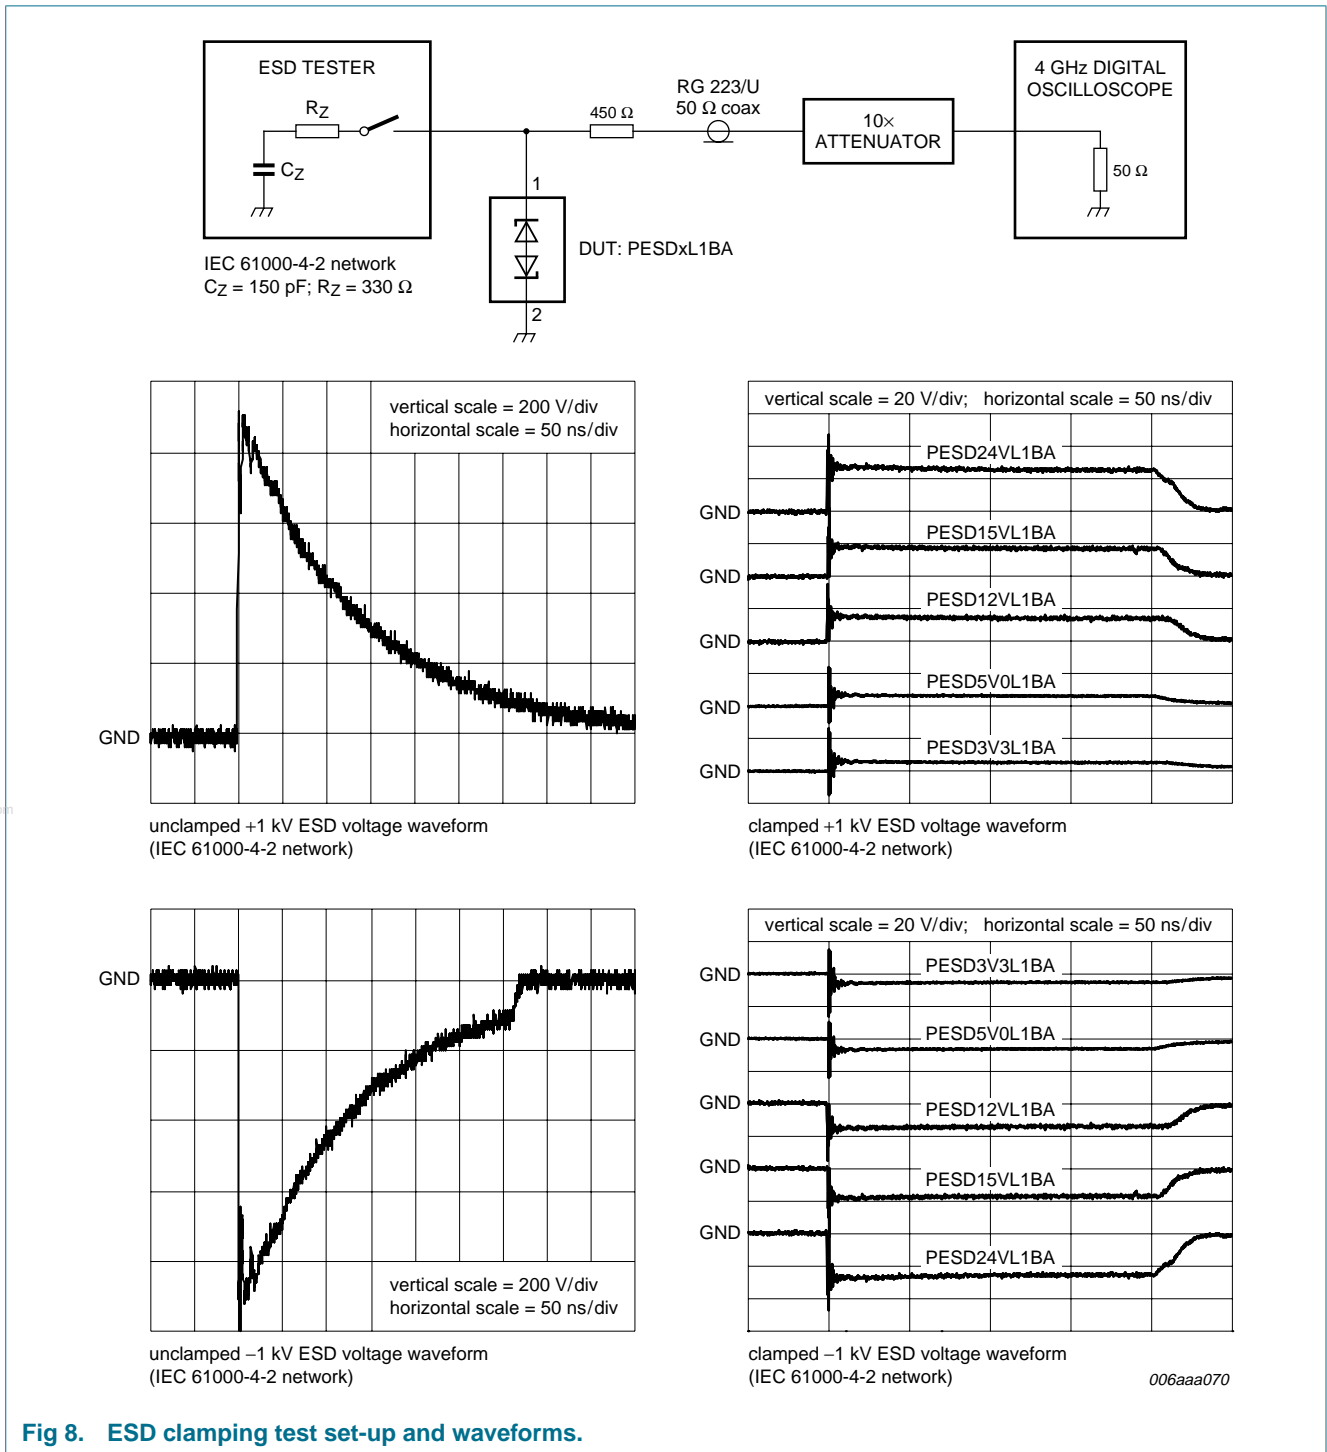 ESD TESTER
RZ
CZ
IEC 61000-4-2 network
CZ = 150 pF; RZ = 330 Ω
450 Ω
RG 223/U
50 Ω coax
10×
ATTENUATOR
4 GHz DIGITAL
OSCILLOSCOPE
50 Ω
1
DUT: PESDxL1BA
2
vertical scale = 200 V/div
horizontal scale = 50 ns/div
GND
unclamped +1 kV ESD voltage waveform
(IEC 61000-4-2 network)
vertical scale = 20 V/div; horizontal scale = 50 ns/div
PESD24VL1BA
GND
PESD15VL1BA
GND
PESD12VL1BA
GND
PESD5V0L1BA
GND
PESD3V3L1BA
GND
clamped +1 kV ESD voltage waveform
(IEC 61000-4-2 network)
GND
vertical scale = 200 V/div
horizontal scale = 50 ns/div
unclamped −1 kV ESD voltage waveform
(IEC 61000-4-2 network)
vertical scale = 20 V/div; horizontal scale = 50 ns/div
GND
PESD3V3L1BA
GND
PESD5V0L1BA
GND
PESD12VL1BA
GND
PESD15VL1BA
GND
PESD24VL1BA
clamped −1 kV ESD voltage waveform
(IEC 61000-4-2 network)
006aaa070
Fig 8. ESD clamping test set-up and waveforms.